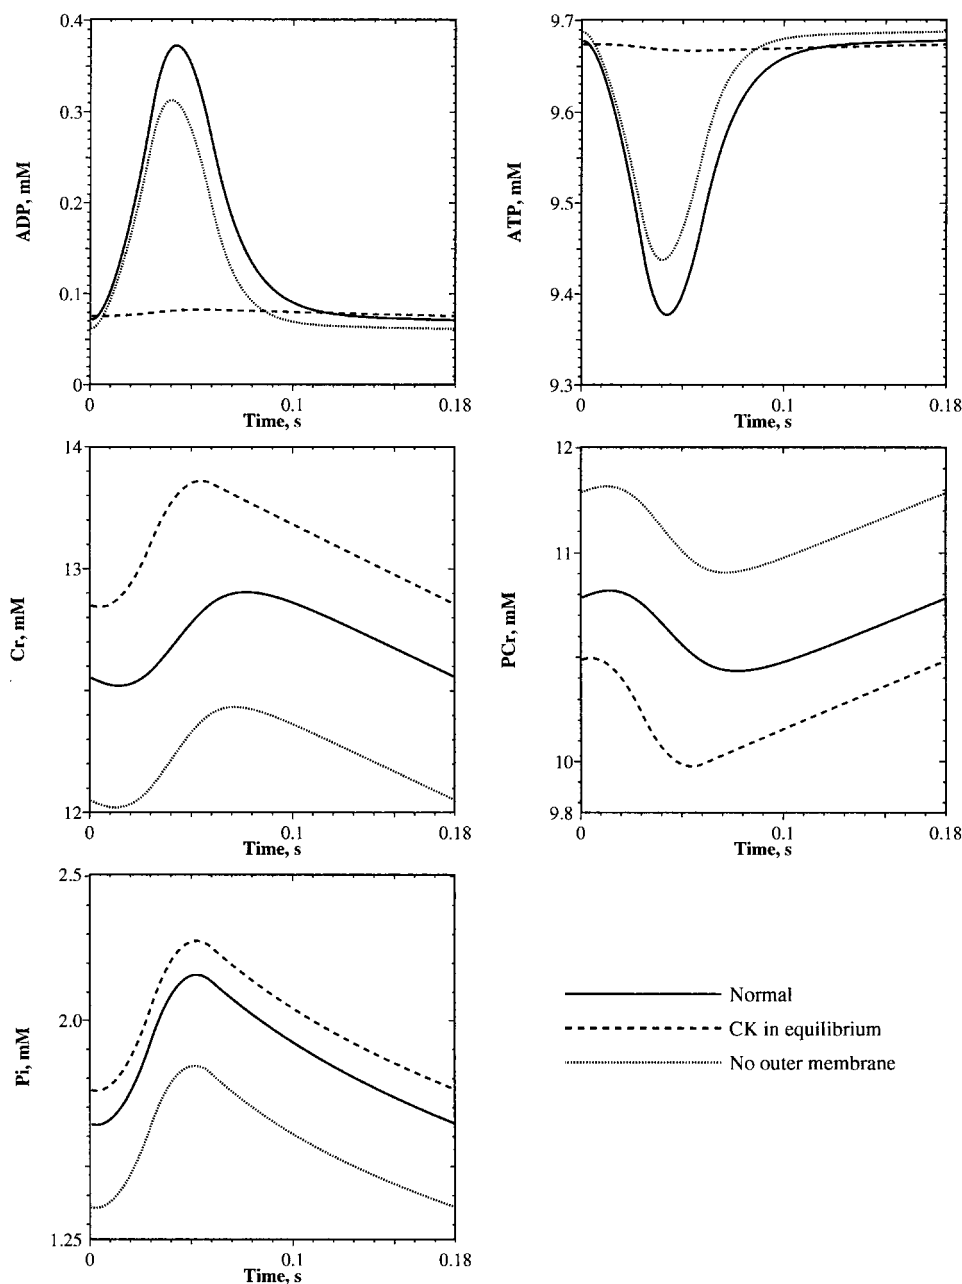 0.4
0.3
0.2
0.1
0
ADP, mM
0
0.1
0.18
Time, s
9.7
9.6
9.5
9.4
9.3
ATP, mM
0
0.1
0.18
Time, s
14
13
12
Cr, mM
0
0.1
0.18
Time, s
12
11
10
9.8
PCr, mM
0
0.1
0.18
Time, s
2.5
2.0
1.25
Pi, mM
0
0.1
0.18
Time, s
Normal
CK in equilibrium
No outer membrane